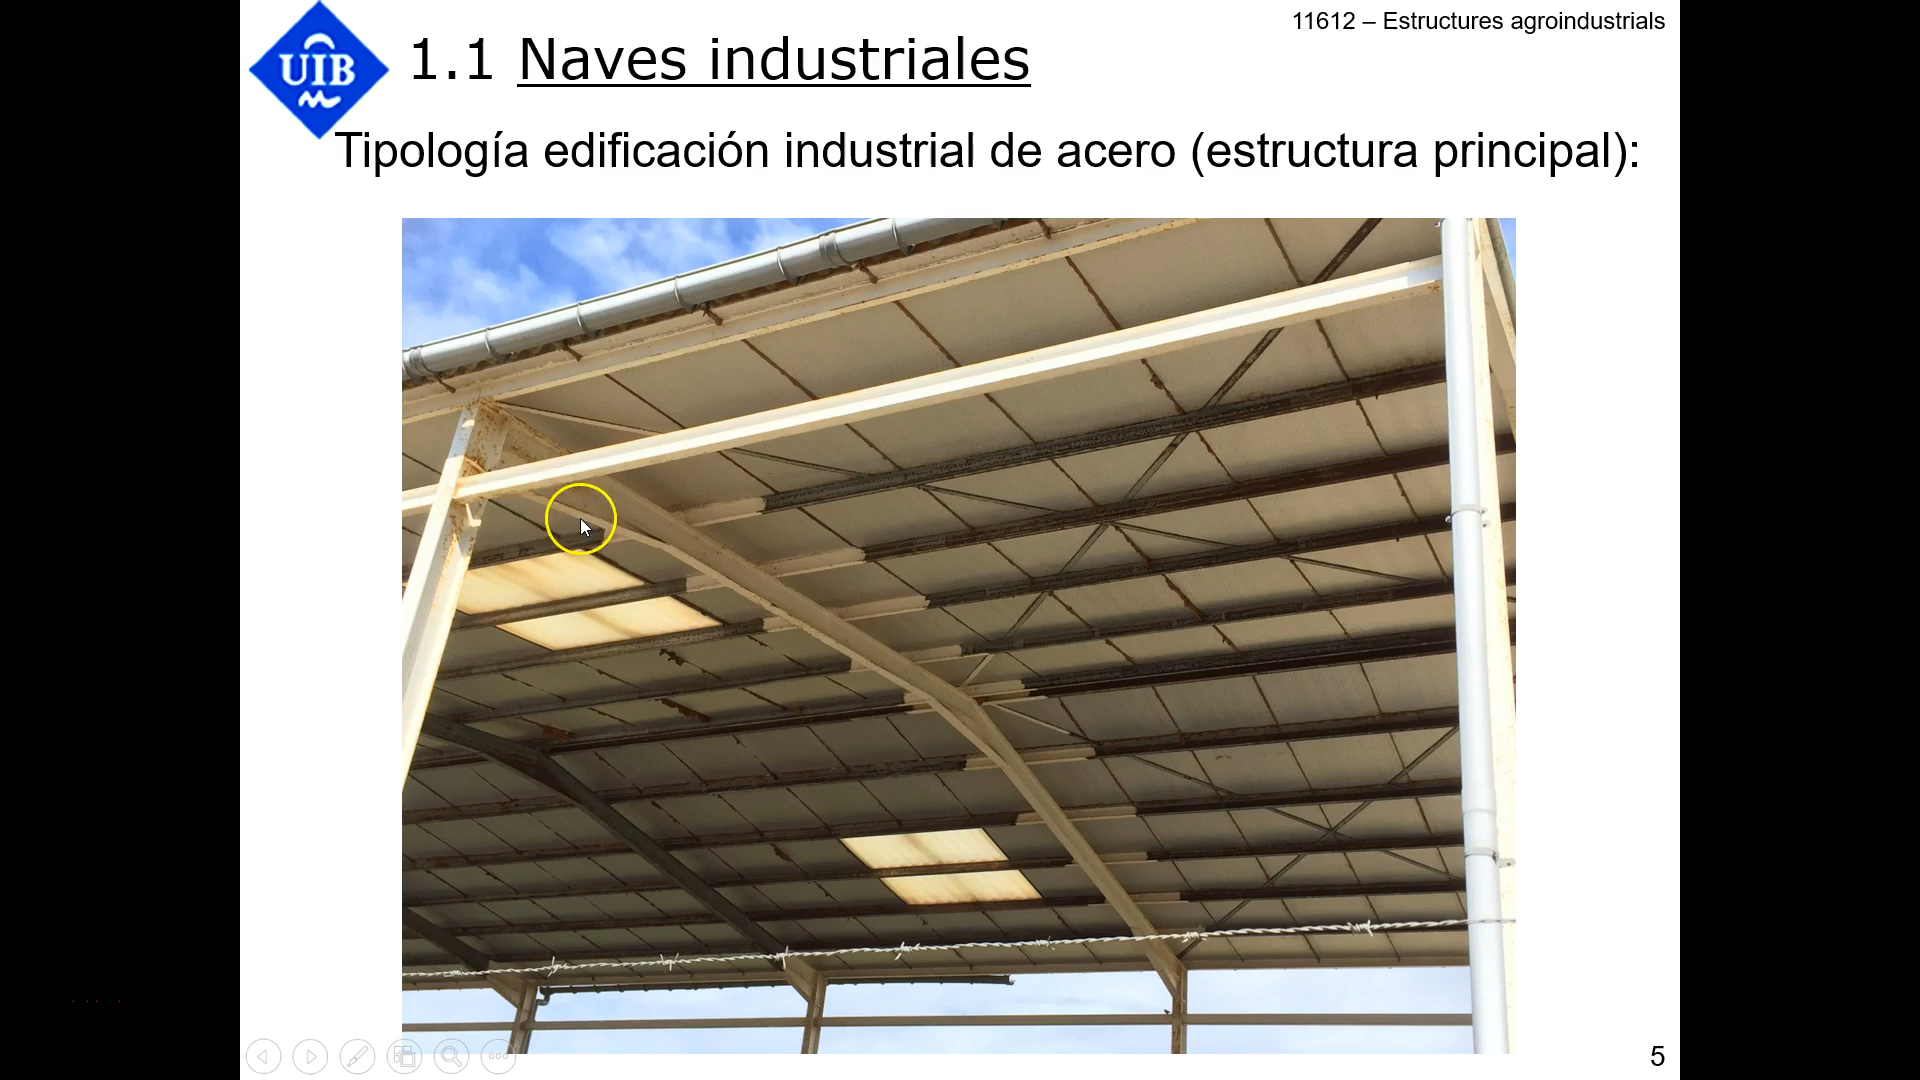 11612 – Estructures agroindustrials
UIB
1.1 Naves industriales
Tipología edificación industrial de acero (estructura principal):
5